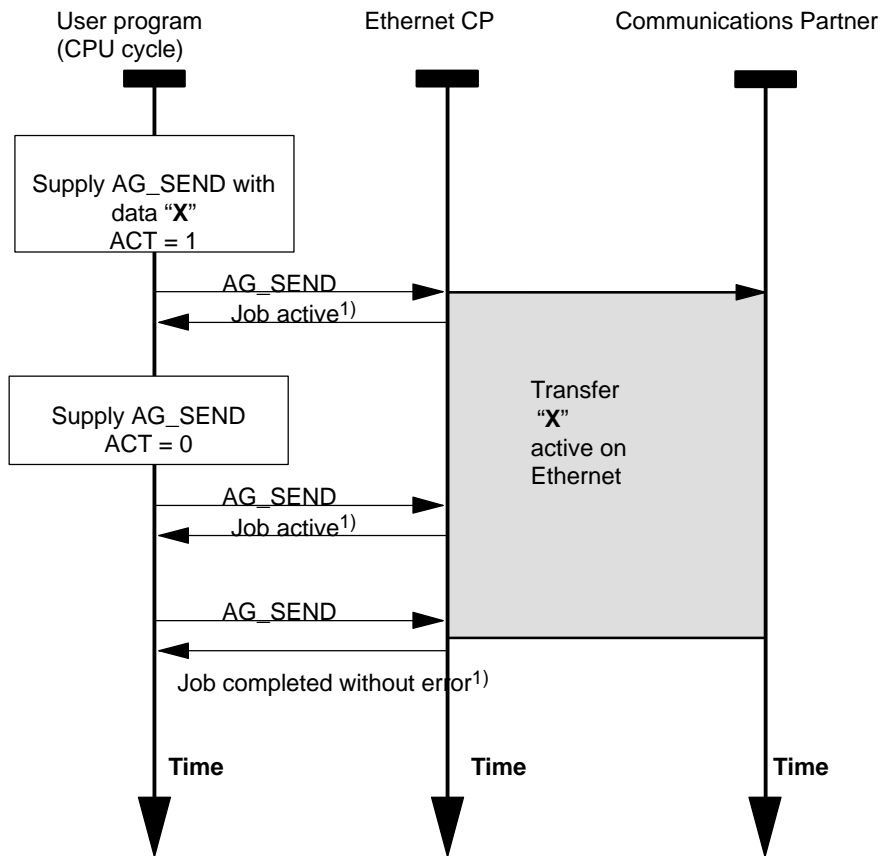 User program
(CPU cycle)
Ethernet CP
Communications Partner
Supply AG_SEND with
data “X”
ACT = 1
AG_SEND
Job active1)
Supply AG_SEND
ACT = 0
Transfer
“X”
active on
Ethernet
AG_SEND
Job active1)
AG_SEND
Job completed without error1)
Time
Time
Time